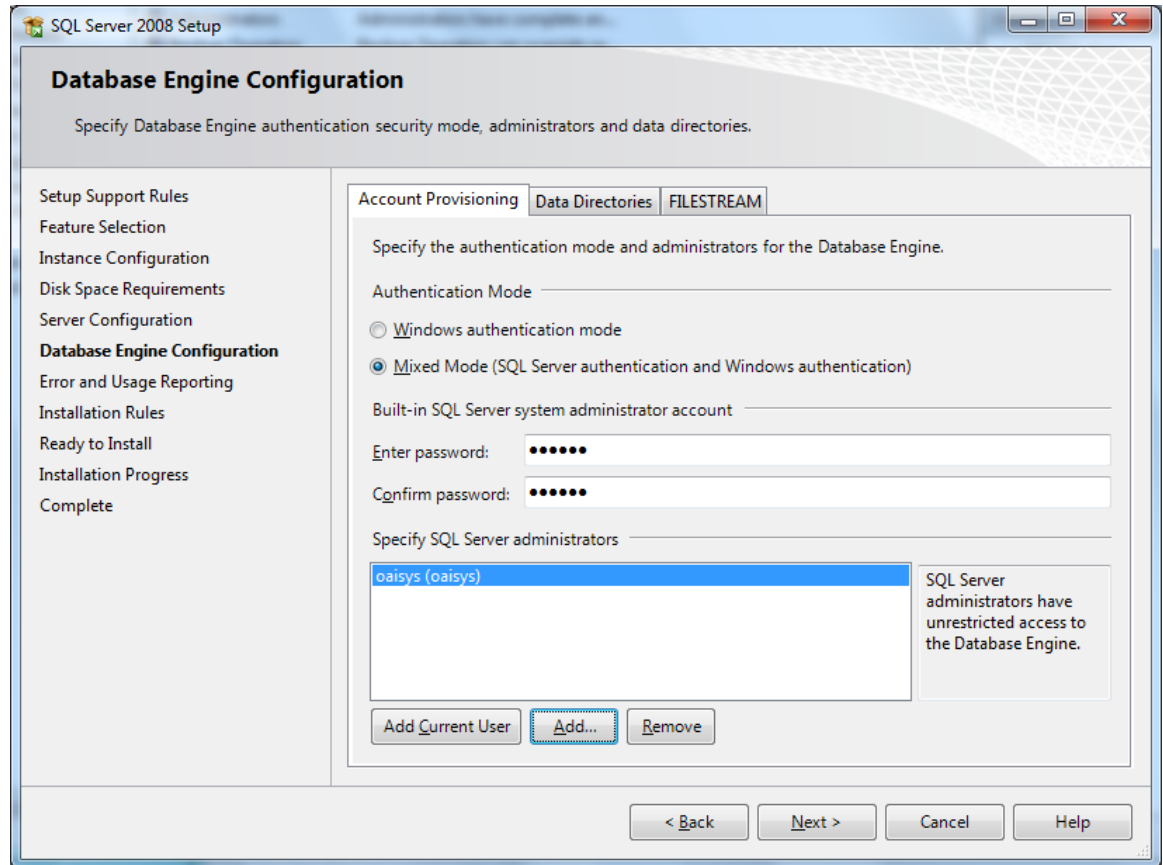 SQL Server 2008 Setup
Database Engine Configuration
Specify Database Engine authentication security mode, administrators and data directories.
Setup Support Rules
Feature Selection
Instance Configuration
Disk Space Requirements
Server Configuration
Database Engine Configuration
Error and Usage Reporting
Installation Rules
Ready to Install
Installation Progress
Complete
Account Provisioning Data Directories FILESTREAM
Specify the authentication mode and administrators for the Database Engine.
Authentication Mode
Windows authentication mode
Mixed Mode (SQL Server authentication and Windows authentication)
Built-in SQL Server system administrator account
Enter password: ●●●●●●
Confirm password: ●●●●●●
Specify SQL Server administrators
oaisys (oaisys)
SQL Server
administrators have
unrestricted access to
the Database Engine.
Add Current User Add... Remove
< Back Next > Cancel Help